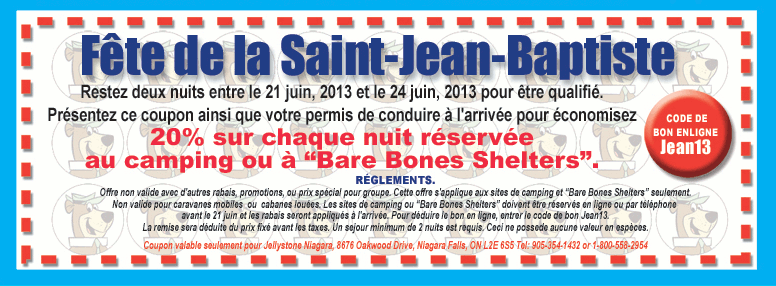 Fête de la Saint-Jean-Baptiste
Restez deux nuits entre le 21 juin, 2013 et le 24 juin, 2013 pour être qualifié.
Présentez ce coupon ainsi que votre permis de conduire à l'arrivée pour économisez
20% sur chaque nuit réservée
au camping ou à “Bare Bones Shelters”.
CODE DE
BON ENLIGNE
Jean13
RÉGLEMENTS.
Offre non valide avec d'autres rabais, promotions, ou prix spécial pour groupe. Cette offre s'applique aux sites de camping et “Bare Bones Shelters” seulement.
Non valide pour caravanes mobiles ou cabanes louées. Les sites de camping ou “Bare Bones Shelters” doivent être réservés en ligne ou par téléphone
avant le 21 juin et les rabais seront appliqués à l'arrivée. Pour déduire le bon en ligne, entrer le code de bon Jean13.
La remise sera déduite du prix fixé avant les taxes. Un sejour minimum de 2 nuits est requis. Ceci ne possede aucune valeur en espèces.
Coupon valable seulement pour Jellystone Niagara, 8676 Oakwood Drive, Niagara Falls, ON L2E 6S5 Tel: 905-354-1432 or 1-800-558-2954